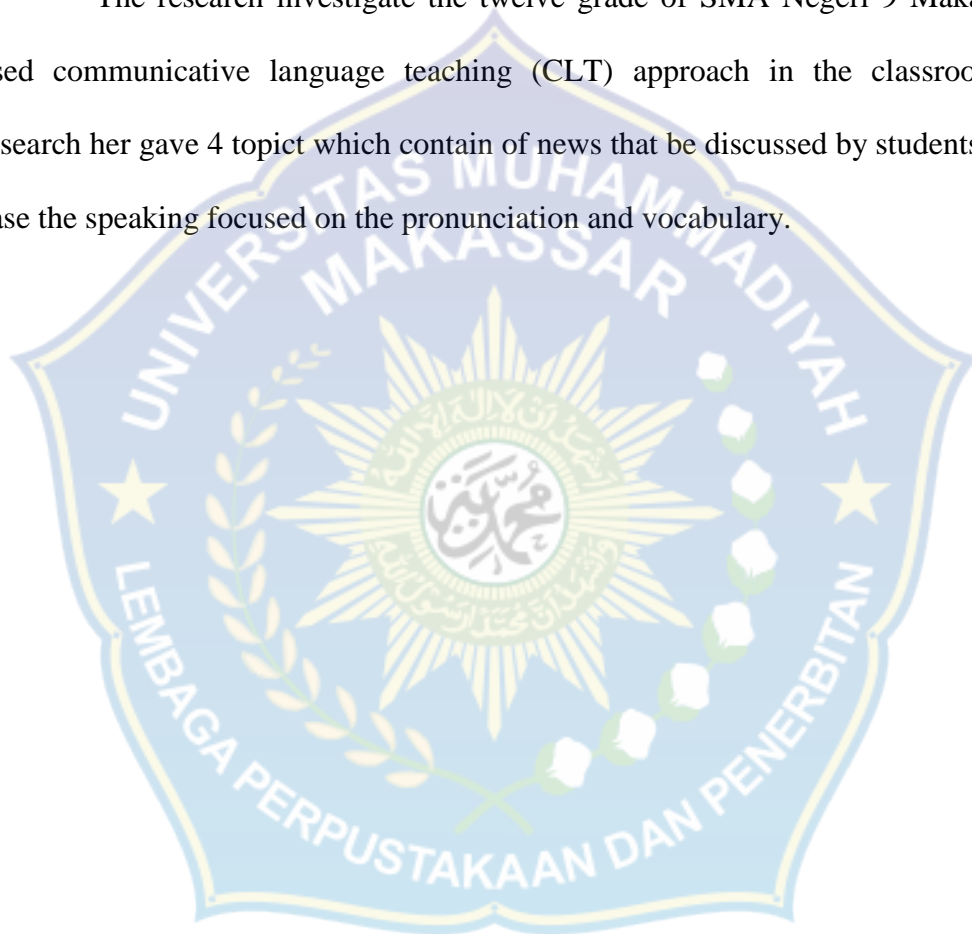 The research investigate the twelve grade of SMA Negeri 9 Maka
sed communicative language teaching (CLT) approach in the classroo
search her gave 4 topict which contain of news that be discussed by students
ase the speaking focused on the pronunciation and vocabulary.
UNIVERSITAS MUHAMMADIYAH
MAKASSAR
LEMBAGA PERPUSTAKAAN DAN PENERBITAN